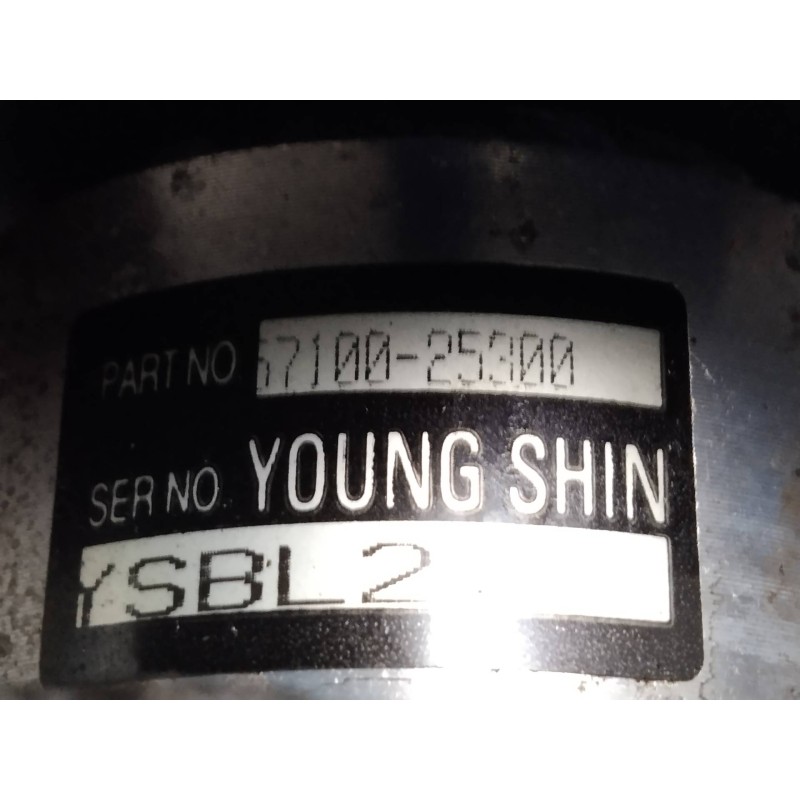 PART NO 57100-25300
SER NO YOUNG SHIN
YSBL2